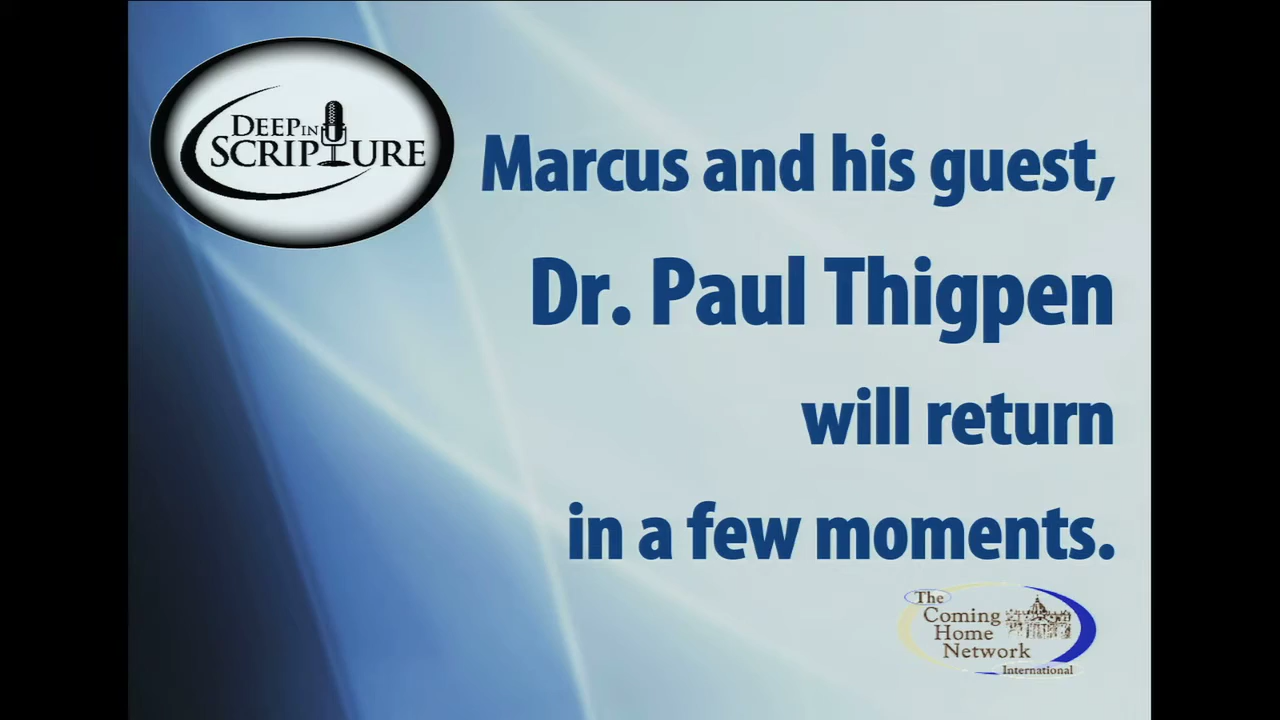 DEEP IN
SCRIPTURE
Marcus and his guest,
Dr. Paul Thigpen
will return
in a few moments.
The
Coming
Home
Network
International